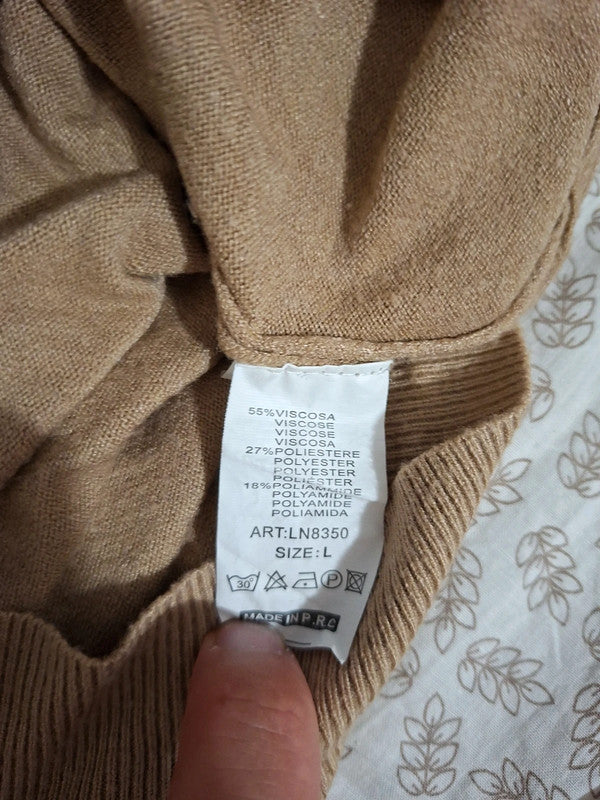 55%VISCOSA
VISCOSE
VISCOSE
VISCOSA
27%POLIESTERE
POLYESTER
POLYESTER
POLIÉSTER
18%POLIAMMIDE
POLYAMIDE
POLYAMIDE
POLIAMIDA
ART:LN8350
SIZE:L
30° P
MADE IN P.R.C